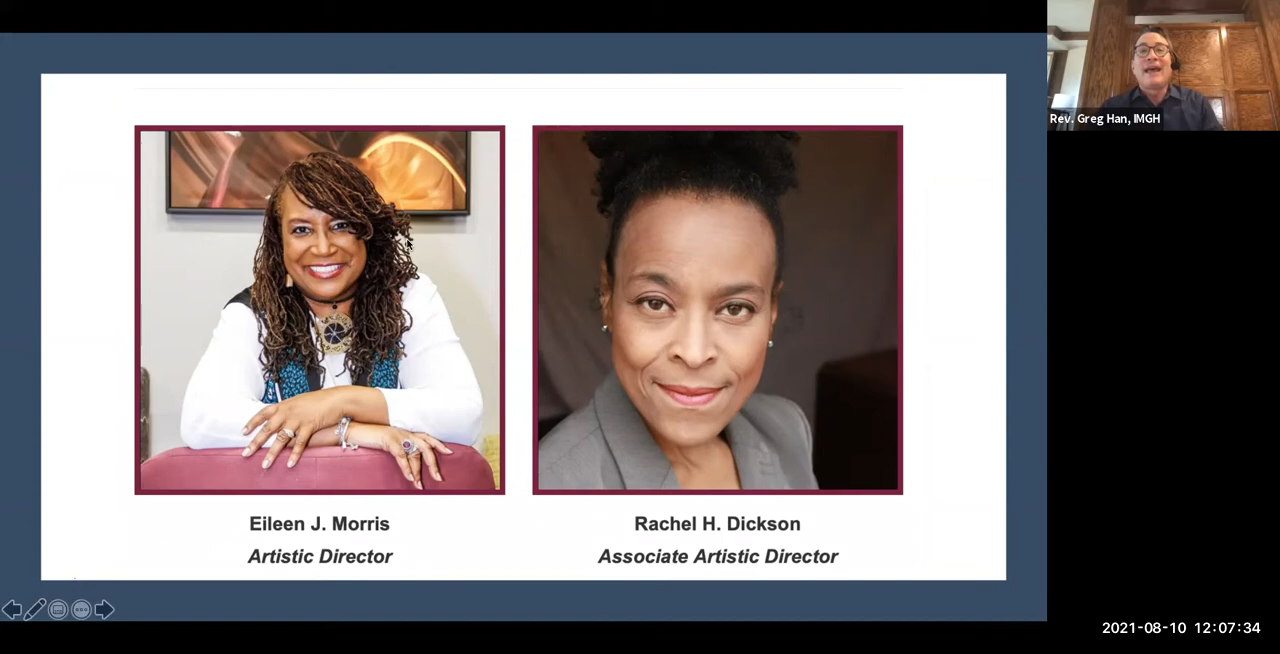 Rev. Greg Han, IMGH
Eileen J. Morris
Artistic Director
Rachel H. Dickson
Associate Artistic Director
2021-08-10 12:07:34